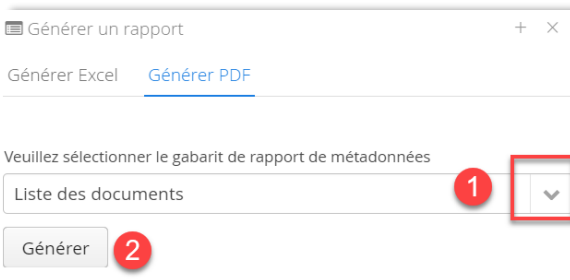 Générer un rapport
Générer Excel Générer PDF
Veuillez sélectionner le gabarit de rapport de métadonnées
Liste des documents 1
Générer 2